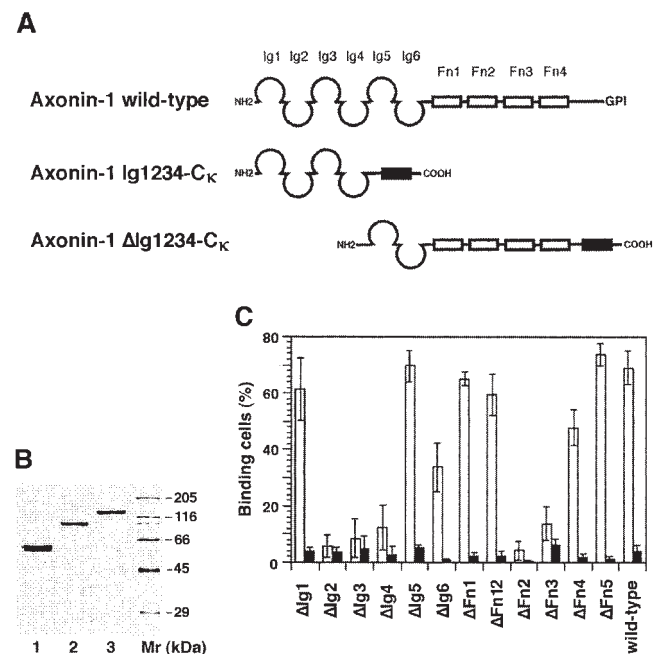 A
Ig1 Ig2 Ig3 Ig4 Ig5 Ig6
Fn1 Fn2 Fn3 Fn4
Axonin-1 wild-type
NH2
GPI
Axonin-1 Ig1234-Cκ
NH2
COOH
Axonin-1 ΔIg1234-Cκ
NH2
COOH
B
205
116
66
45
29
1 2 3 Mr (kDa)
C
Binding cells (%)
80
60
40
20
0
ΔIg1
ΔIg2
ΔIg3
ΔIg4
ΔIg5
ΔIg6
ΔFn1
ΔFn12
ΔFn2
ΔFn3
ΔFn4
ΔFn5
wild-type